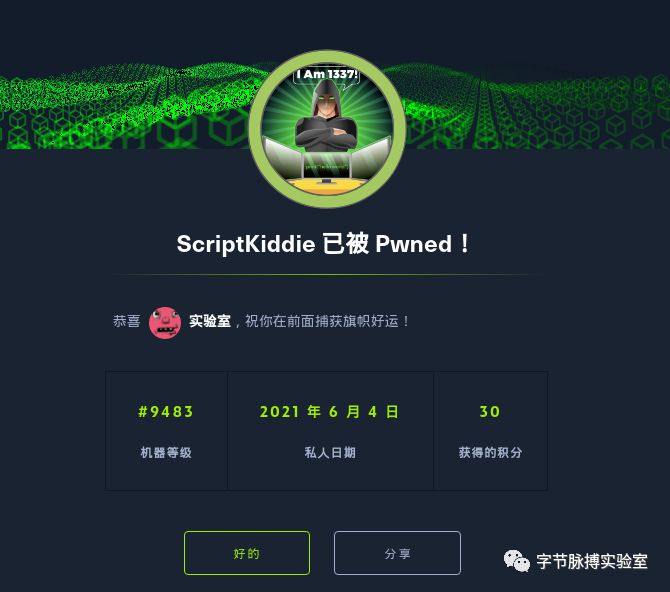 I Am 1337!
ScriptKiddie 已被 Pwned！
恭喜 实验室，祝你在前面捕获旗帜好运！
#9483 2021 年 6 月 4 日 30
机器等级 私人日期 获得的积分
好的 分享
字节脉搏实验室